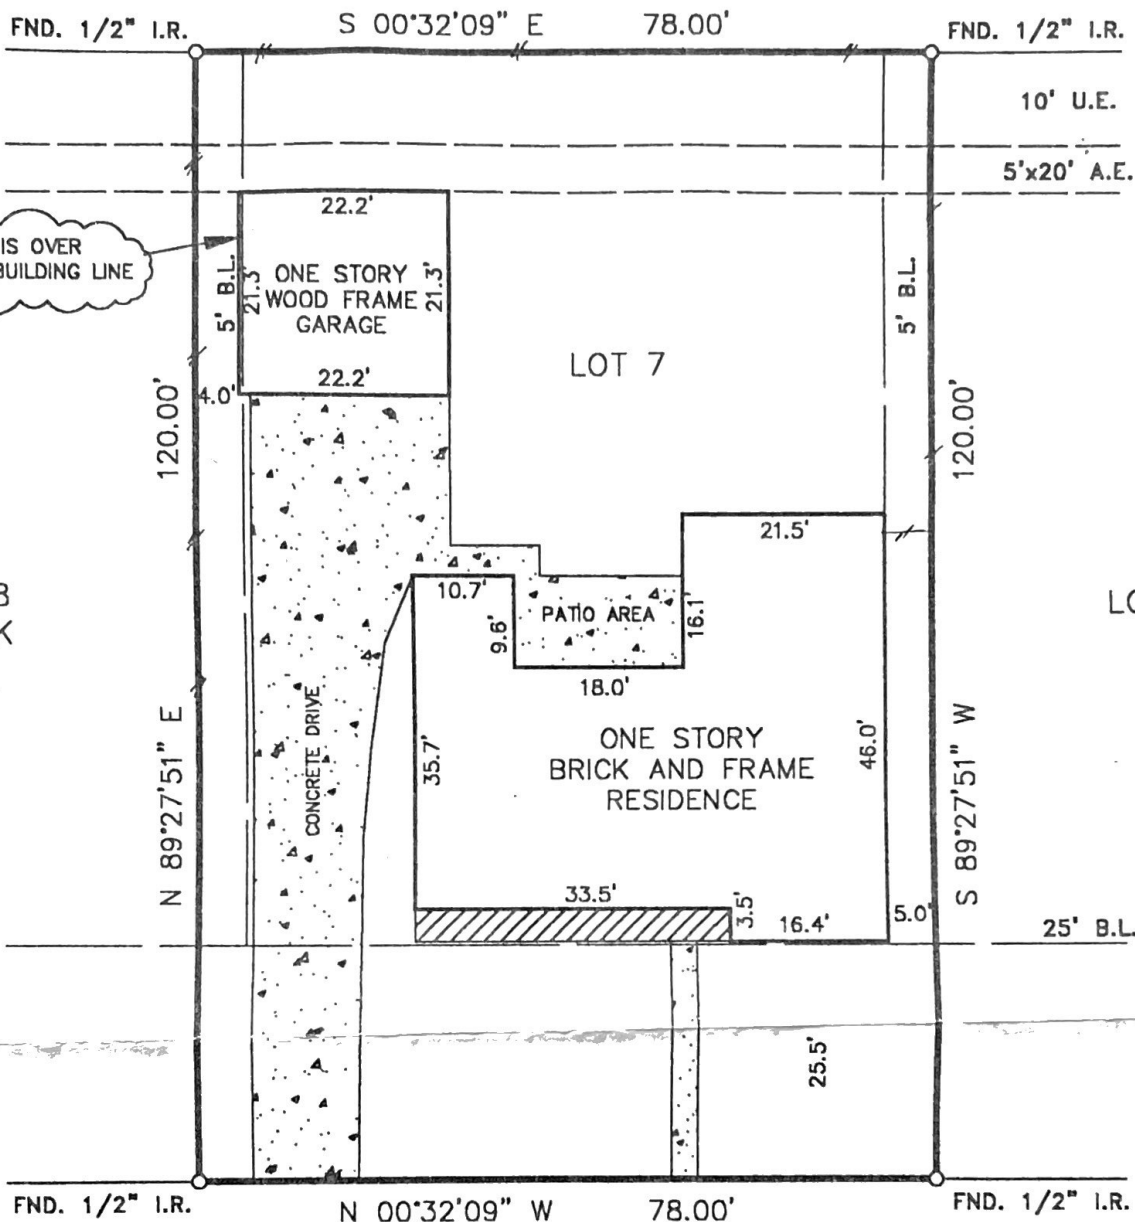 FND. 1/2" I.R.
S 00°32'09" E 78.00'
FND. 1/2" I.R.
10' U.E.
5'x20' A.E.
IS OVER
BUILDING LINE
22.2'
5' B.L.
21.3'
ONE STORY
WOOD FRAME
GARAGE
21.3'
22.2'
4.0'
LOT 7
5' B.L.
120.00'
120.00'
N 89°27'51" E
S 89°27'51" W
21.5'
10.7'
9.6'
PATIO AREA
16.1'
18.0'
CONCRETE DRIVE
35.7'
ONE STORY
BRICK AND FRAME
RESIDENCE
46.0'
33.5'
3.5'
16.4'
5.0'
25' B.L.
25.5'
FND. 1/2" I.R.
N 00°32'09" W 78.00'
FND. 1/2" I.R.